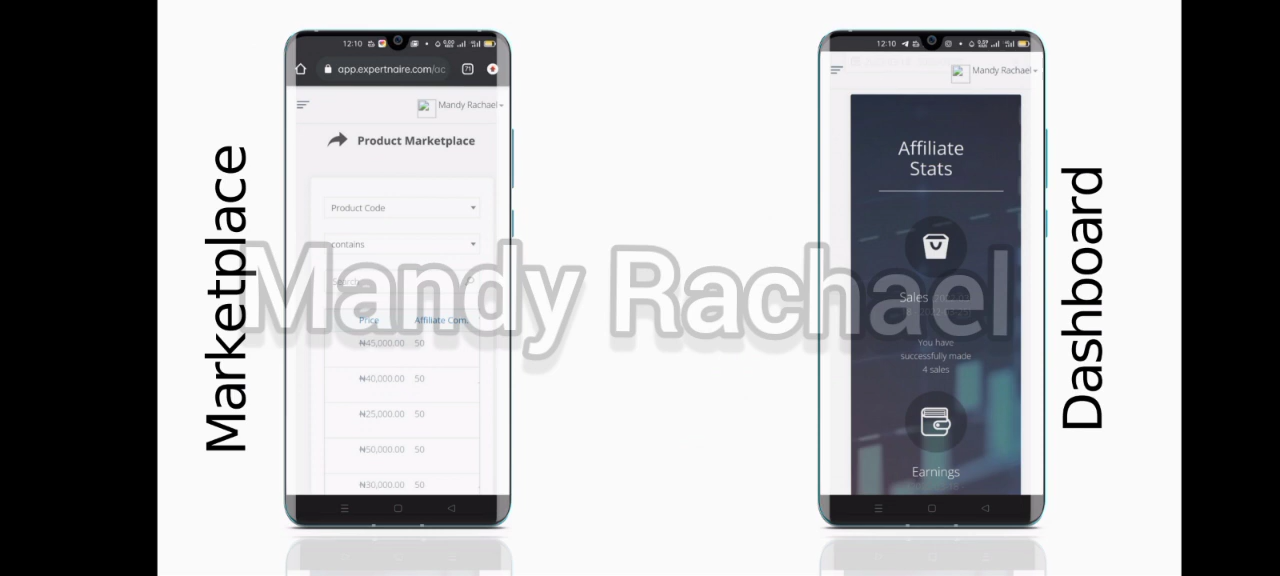 Marketplace
12:10
app.expertnaire.com/ac
71
Mandy Rachael
Product Marketplace
Product Code
contains
Price Affiliate Com
₦45,000.00 50
₦40,000.00 50
₦25,000.00 50
₦50,000.00 50
₦30,000.00 50
Mandy Rachael
12:10
Mandy Rachael
Affiliate
Stats
Sales
You have
successfully made
4 sales
Earnings
Dashboard